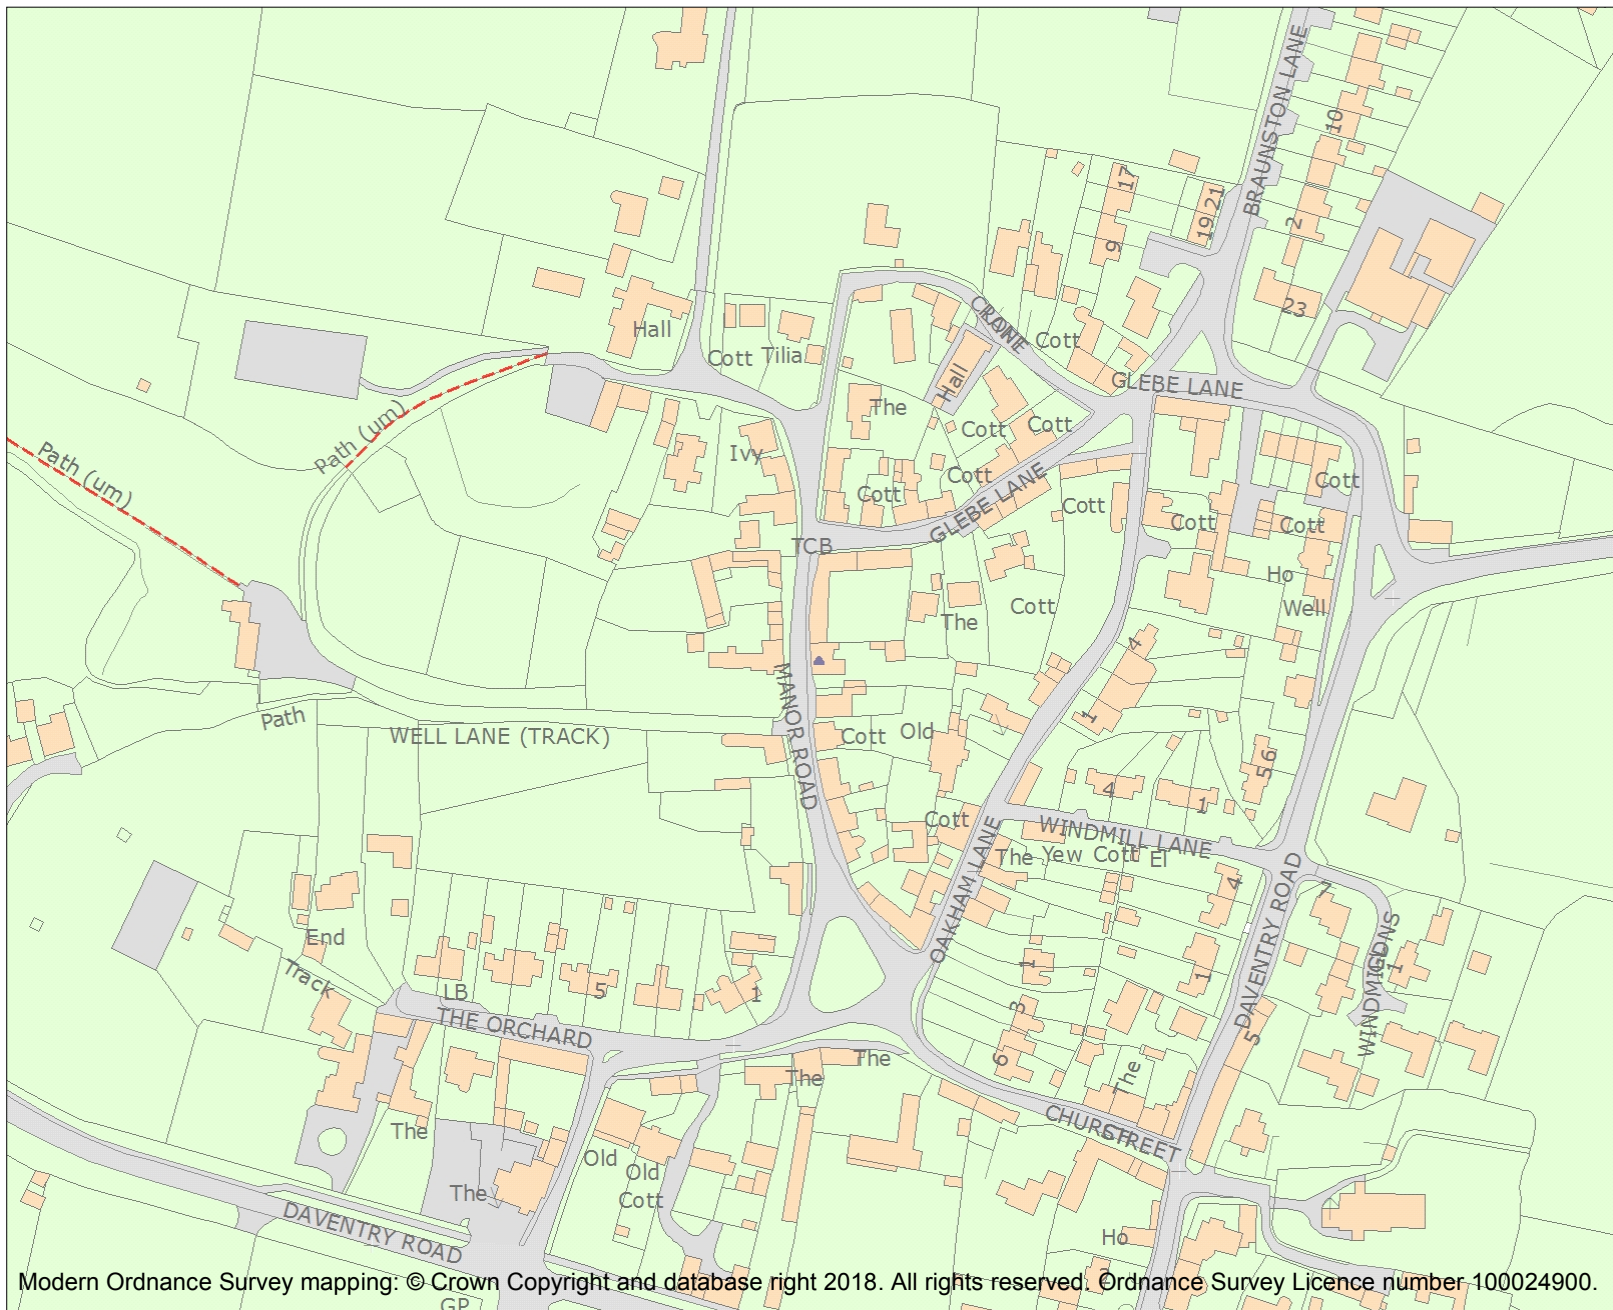 BRAUNSTON LANE
10
17
19 21
2
9
23
Hall
Cott
Tilia
CROFT
LANE
Cott
GLEBE LANE
Hall
The
Cott
Cott
Path (um)
Path (um)
Ivy
Cott
Cott
Cott
Cott
Cott
Cott
GLEBE LANE
TCB
Ho
Well
Cott
The
4
1
MANOR ROAD
Path
WELL LANE (TRACK)
Cott
Old
5 6
4
1
Cott
WINDMILL LANE
The
Yew Cott
El
4
7
OAKHAM LANE
DAVENTRY ROAD
WINDMILL
GDNS
1
End
Track
LB
5
1
1
1
3
6
5
THE ORCHARD
The
The
The
CHURCH
STREET
The
Old
Old
Cott
The
DAVENTRY ROAD
Ho
2
GP
Modern Ordnance Survey mapping: © Crown Copyright and database right 2018. All rights reserved. Ordnance Survey Licence number 100024900.